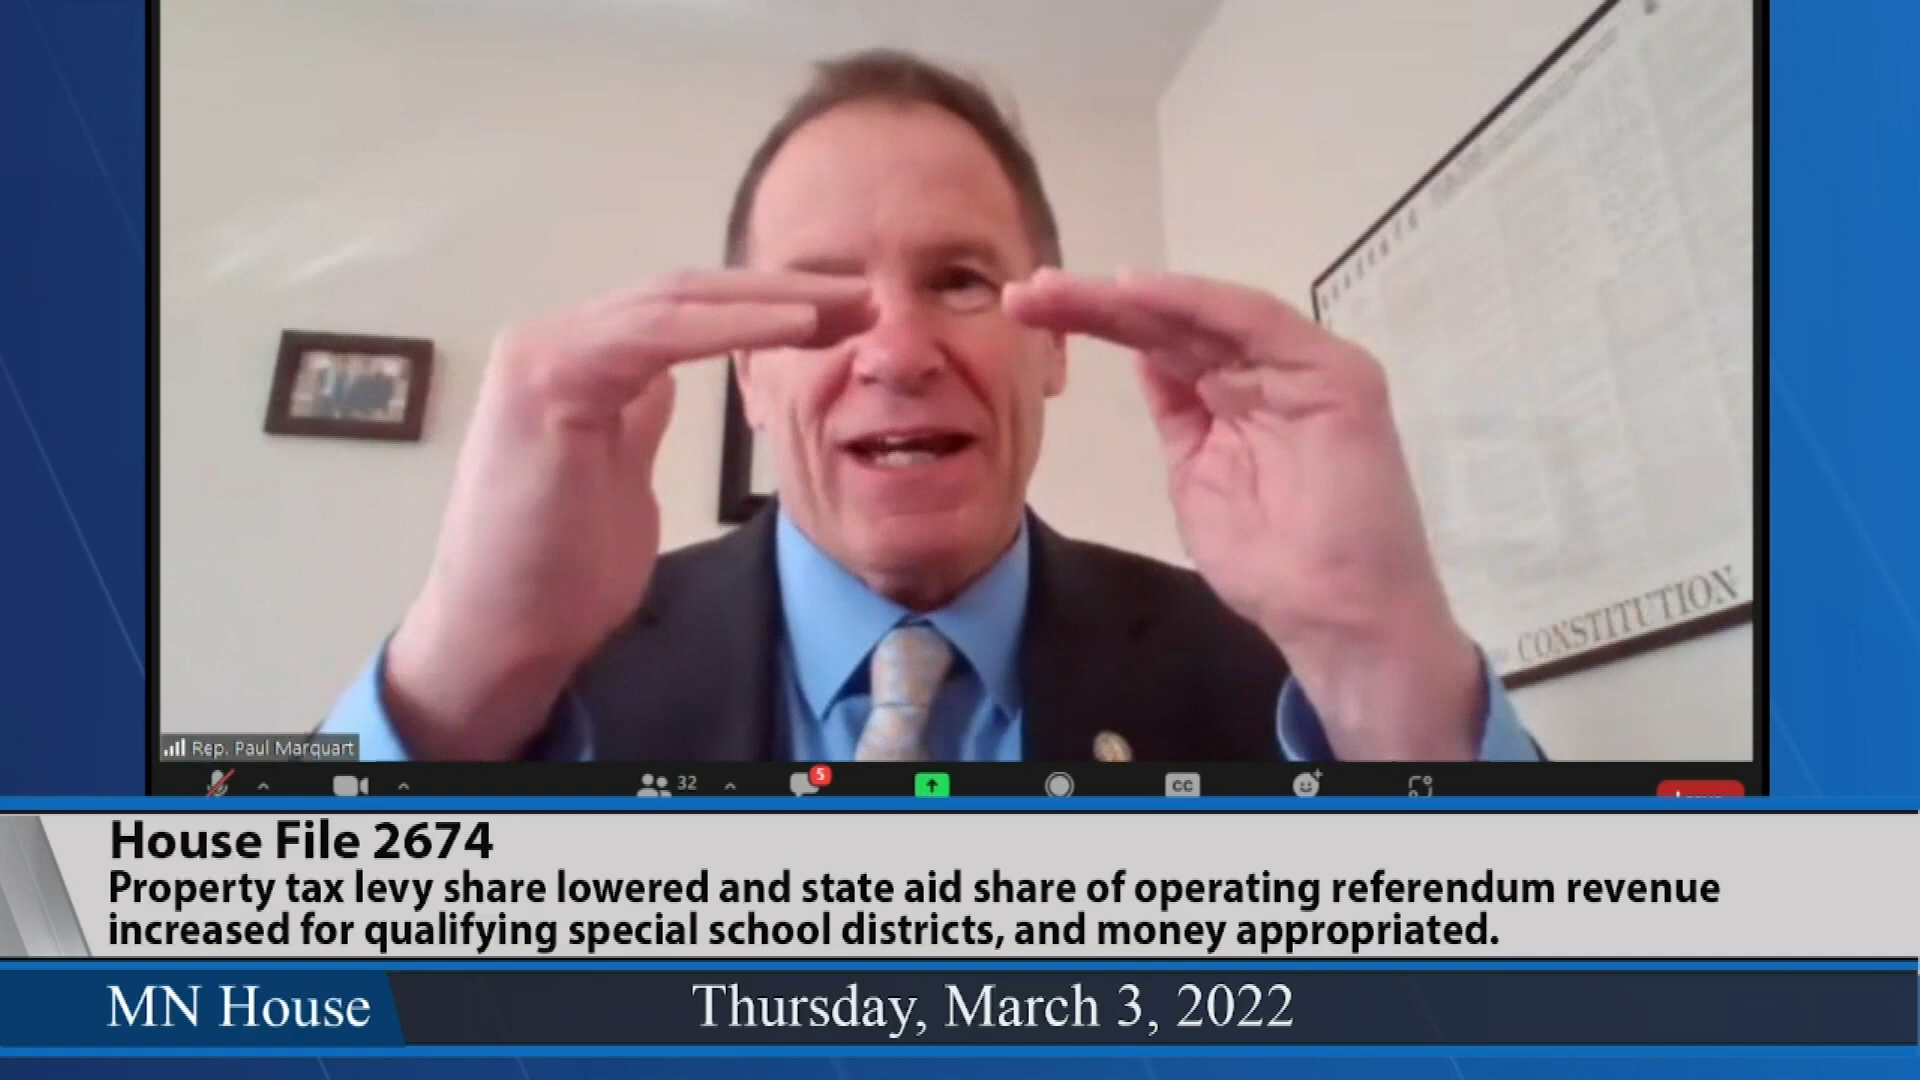 CONSTITUTION
Rep. Paul Marquart
32
5
CC
House File 2674
Property tax levy share lowered and state aid share of operating referendum revenue
increased for qualifying special school districts, and money appropriated.
MN House
Thursday, March 3, 2022